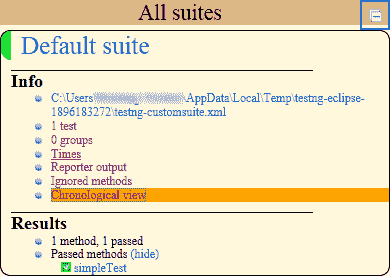 All suites
Default suite
Info
C:\Users\ \AppData\Local\Temp\testng-eclipse-
1896183272\testng-customsuite.xml
1 test
0 groups
Times
Reporter output
Ignored methods
Chronological view
Results
1 method, 1 passed
Passed methods (hide)
simpleTest